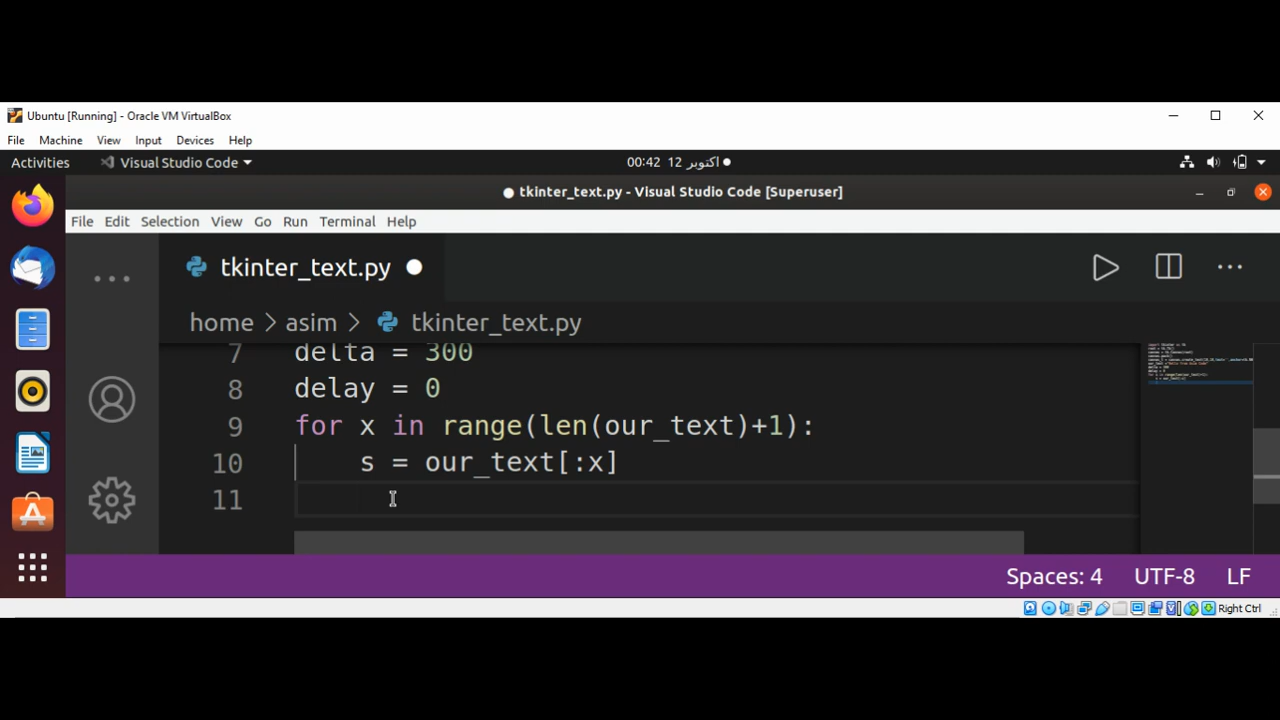 Ubuntu [Running] - Oracle VM VirtualBox
File Machine View Input Devices Help
Activities Visual Studio Code 00:42 12 اکتوبر
tkinter_text.py - Visual Studio Code [Superuser]
File Edit Selection View Go Run Terminal Help
tkinter_text.py
home > asim > tkinter_text.py
7 delta = 300
8 delay = 0
9 for x in range(len(our_text)+1):
10 s = our_text[:x]
11
Spaces: 4 UTF-8 LF
Right Ctrl